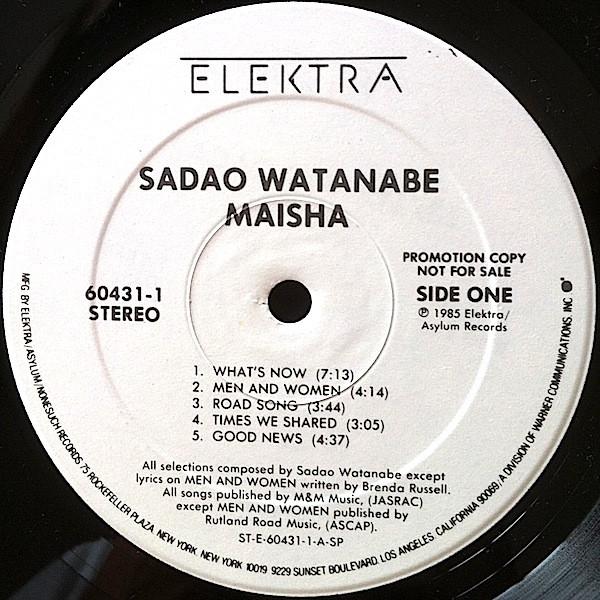 ELEKTRA
SADAO WATANABE
MAISHA
PROMOTION COPY
NOT FOR SALE
60431-1
STEREO
SIDE ONE
℗ 1985 Elektra/
Asylum Records
1. WHAT'S NOW (7:13)
2. MEN AND WOMEN (4:14)
3. ROAD SONG (3:44)
4. TIMES WE SHARED (3:05)
5. GOOD NEWS (4:37)
All selections composed by Sadao Watanabe except
lyrics on MEN AND WOMEN written by Brenda Russell.
All songs published by M&M Music, (JASRAC)
except MEN AND WOMEN published by
Rutland Road Music, (ASCAP).
ST-E-60431-1-A-SP
MFG BY ELEKTRA/ASYLUM/NONESUCH RECORDS 75 ROCKEFELLER PLAZA, NEW YORK, NEW YORK 10019 9229 SUNSET BOULEVARD, LOS ANGELES, CALIFORNIA 90069/A DIVISION OF WARNER COMMUNICATIONS, INC